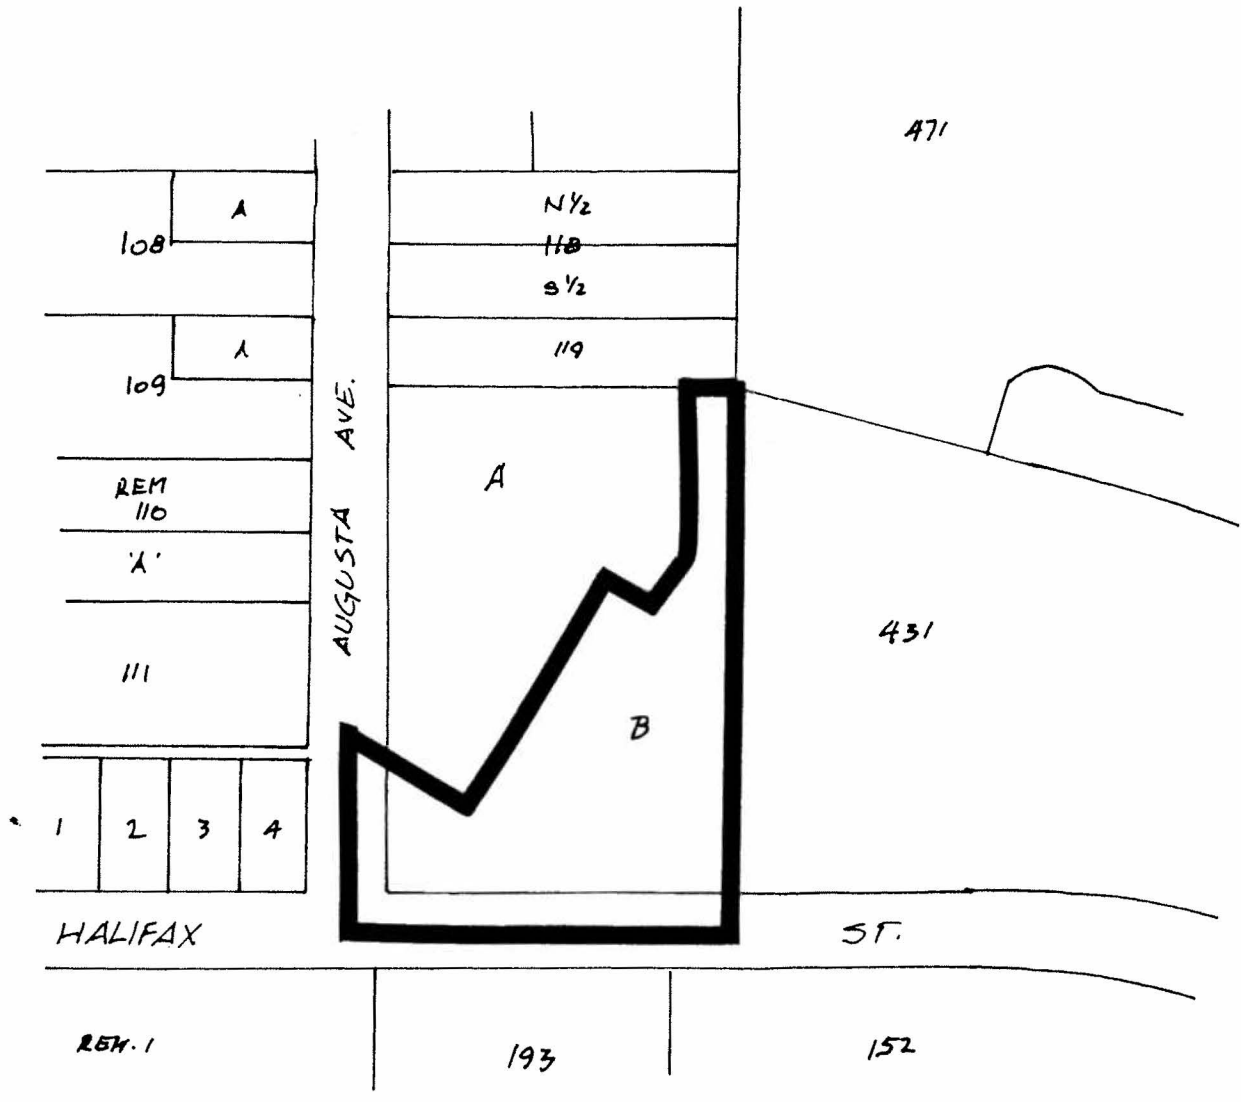 471
A
N½
108
118
S½
A
119
109
AUGUSTA AVE.
A
REM
110
'A'
431
111
B
1
2
3
4
HALIFAX ST.
REM. 1
193
152